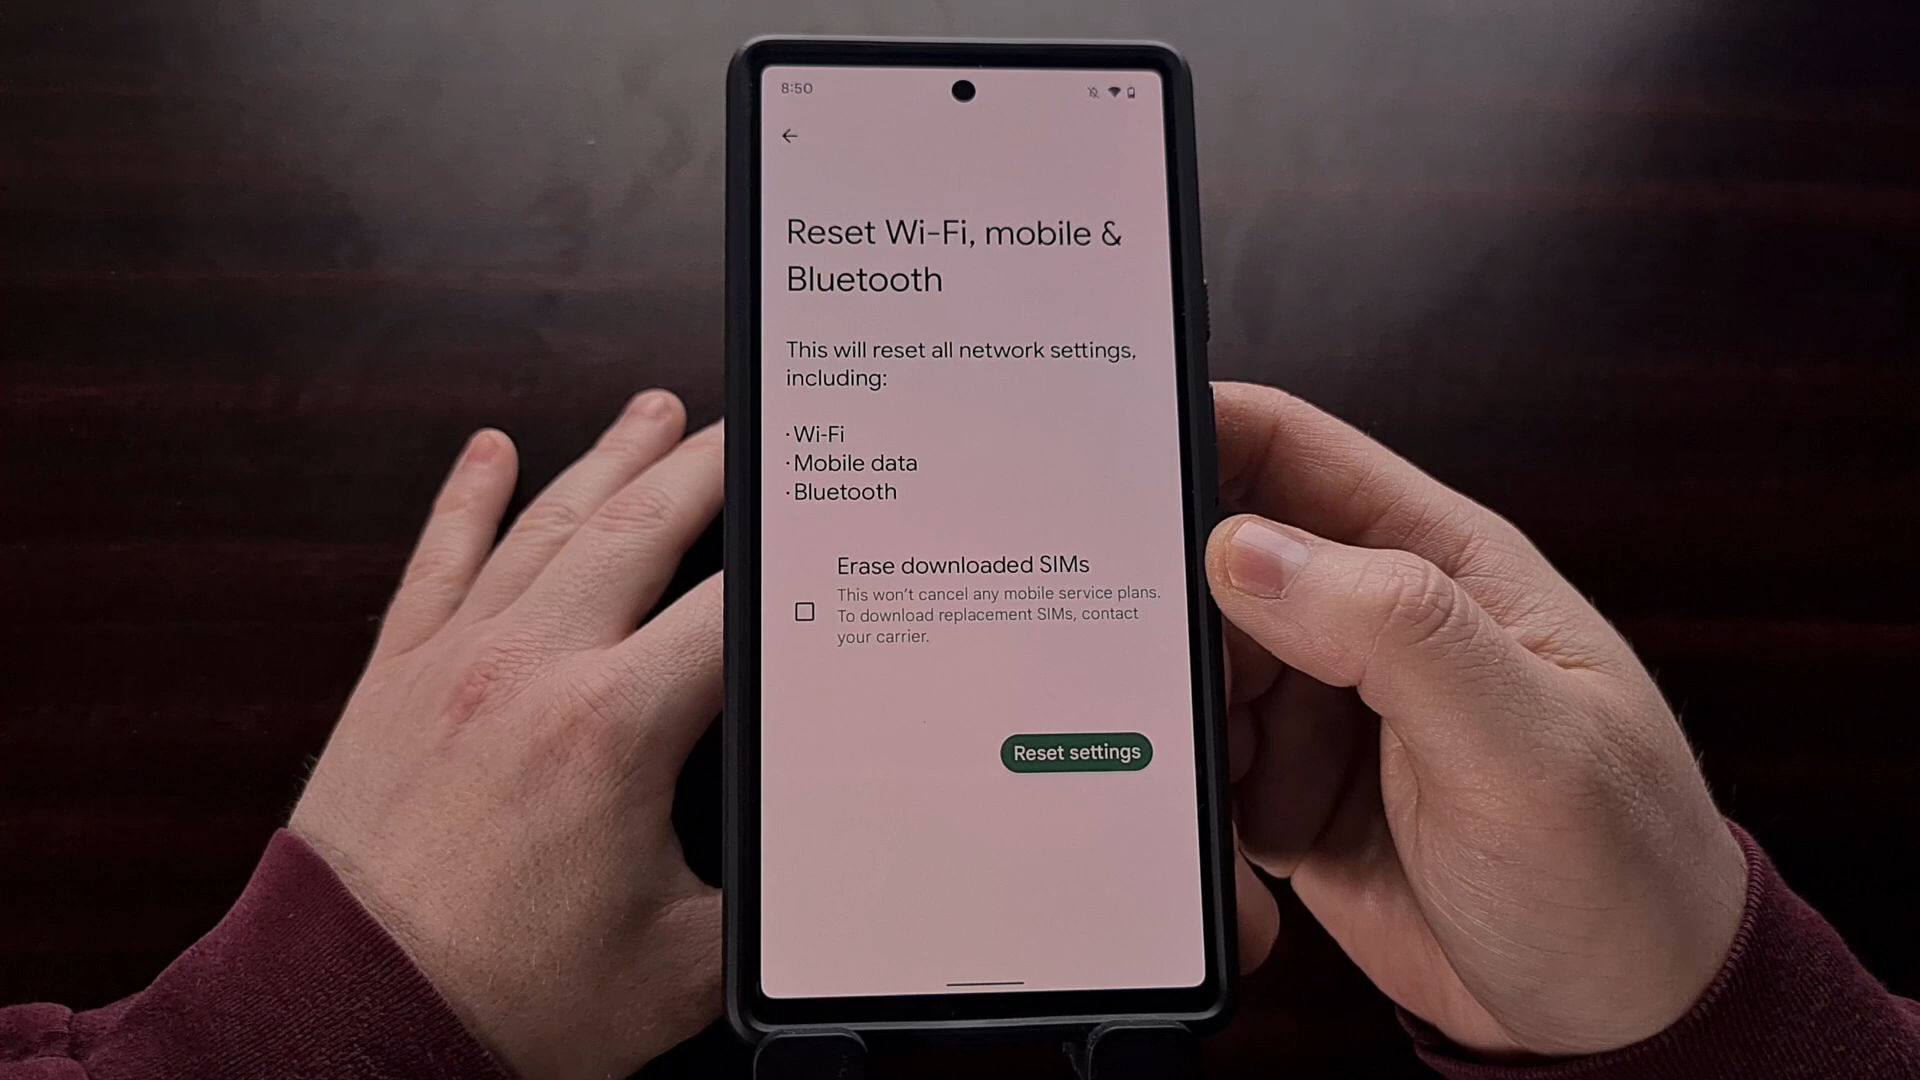 8:50
Reset Wi-Fi, mobile &
Bluetooth
This will reset all network settings,
including:
· Wi-Fi
· Mobile data
· Bluetooth
Erase downloaded SIMs
This won't cancel any mobile service plans.
To download replacement SIMs, contact
your carrier.
Reset settings